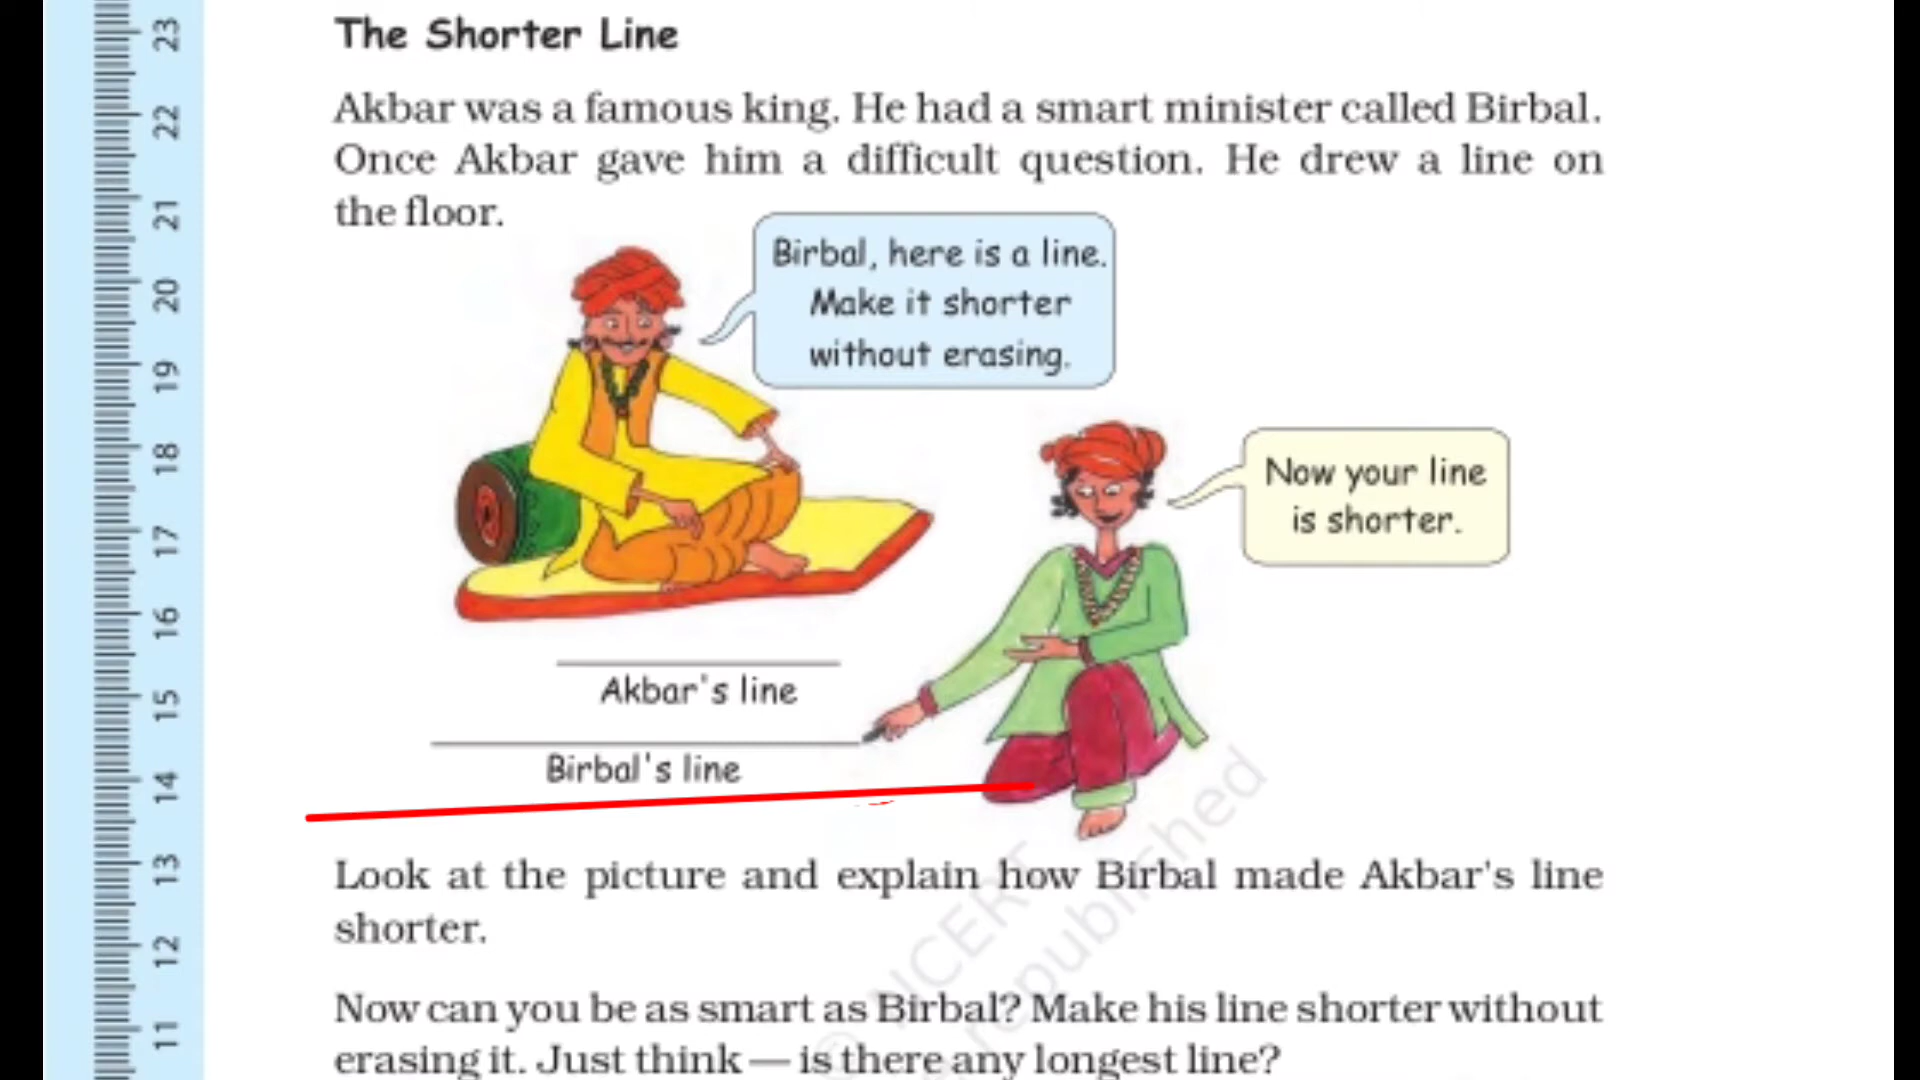 The Shorter Line
Akbar was a famous king. He had a smart minister called Birbal.
Once Akbar gave him a difficult question. He drew a line on
the floor.
Birbal, here is a line.
Make it shorter
without erasing.
Now your line
is shorter.
Akbar's line
Birbal's line
Look at the picture and explain how Birbal made Akbar's line
shorter.
Now can you be as smart as Birbal? Make his line shorter without
erasing it. Just think — is there any longest line?
23
22
21
20
19
18
17
16
15
14
13
12
11
© NCERT
republished